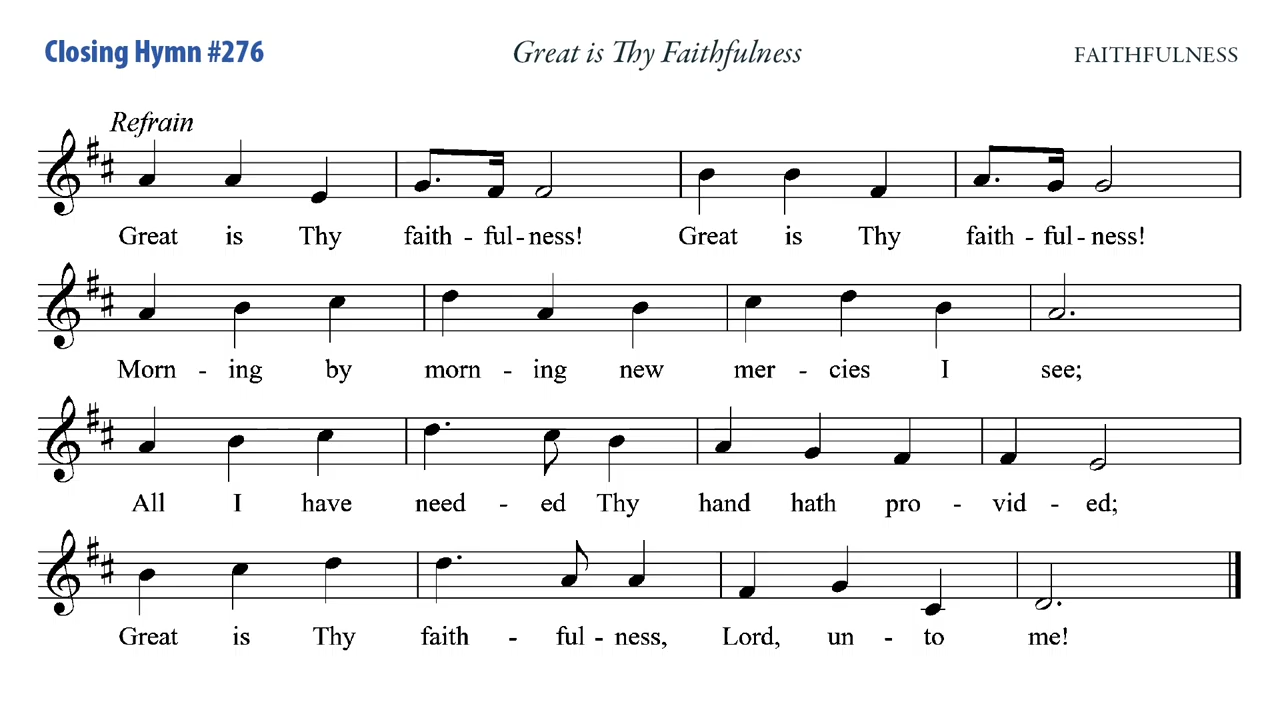 Closing Hymn #276 Great is Thy Faithfulness FAITHFULNESS
Refrain
Great is Thy faith - ful - ness! Great is Thy faith - ful - ness!
Morn - ing by morn - ing new mer - cies I see;
All I have need - ed Thy hand hath pro - vid - ed;
Great is Thy faith - ful - ness, Lord, un - to me!